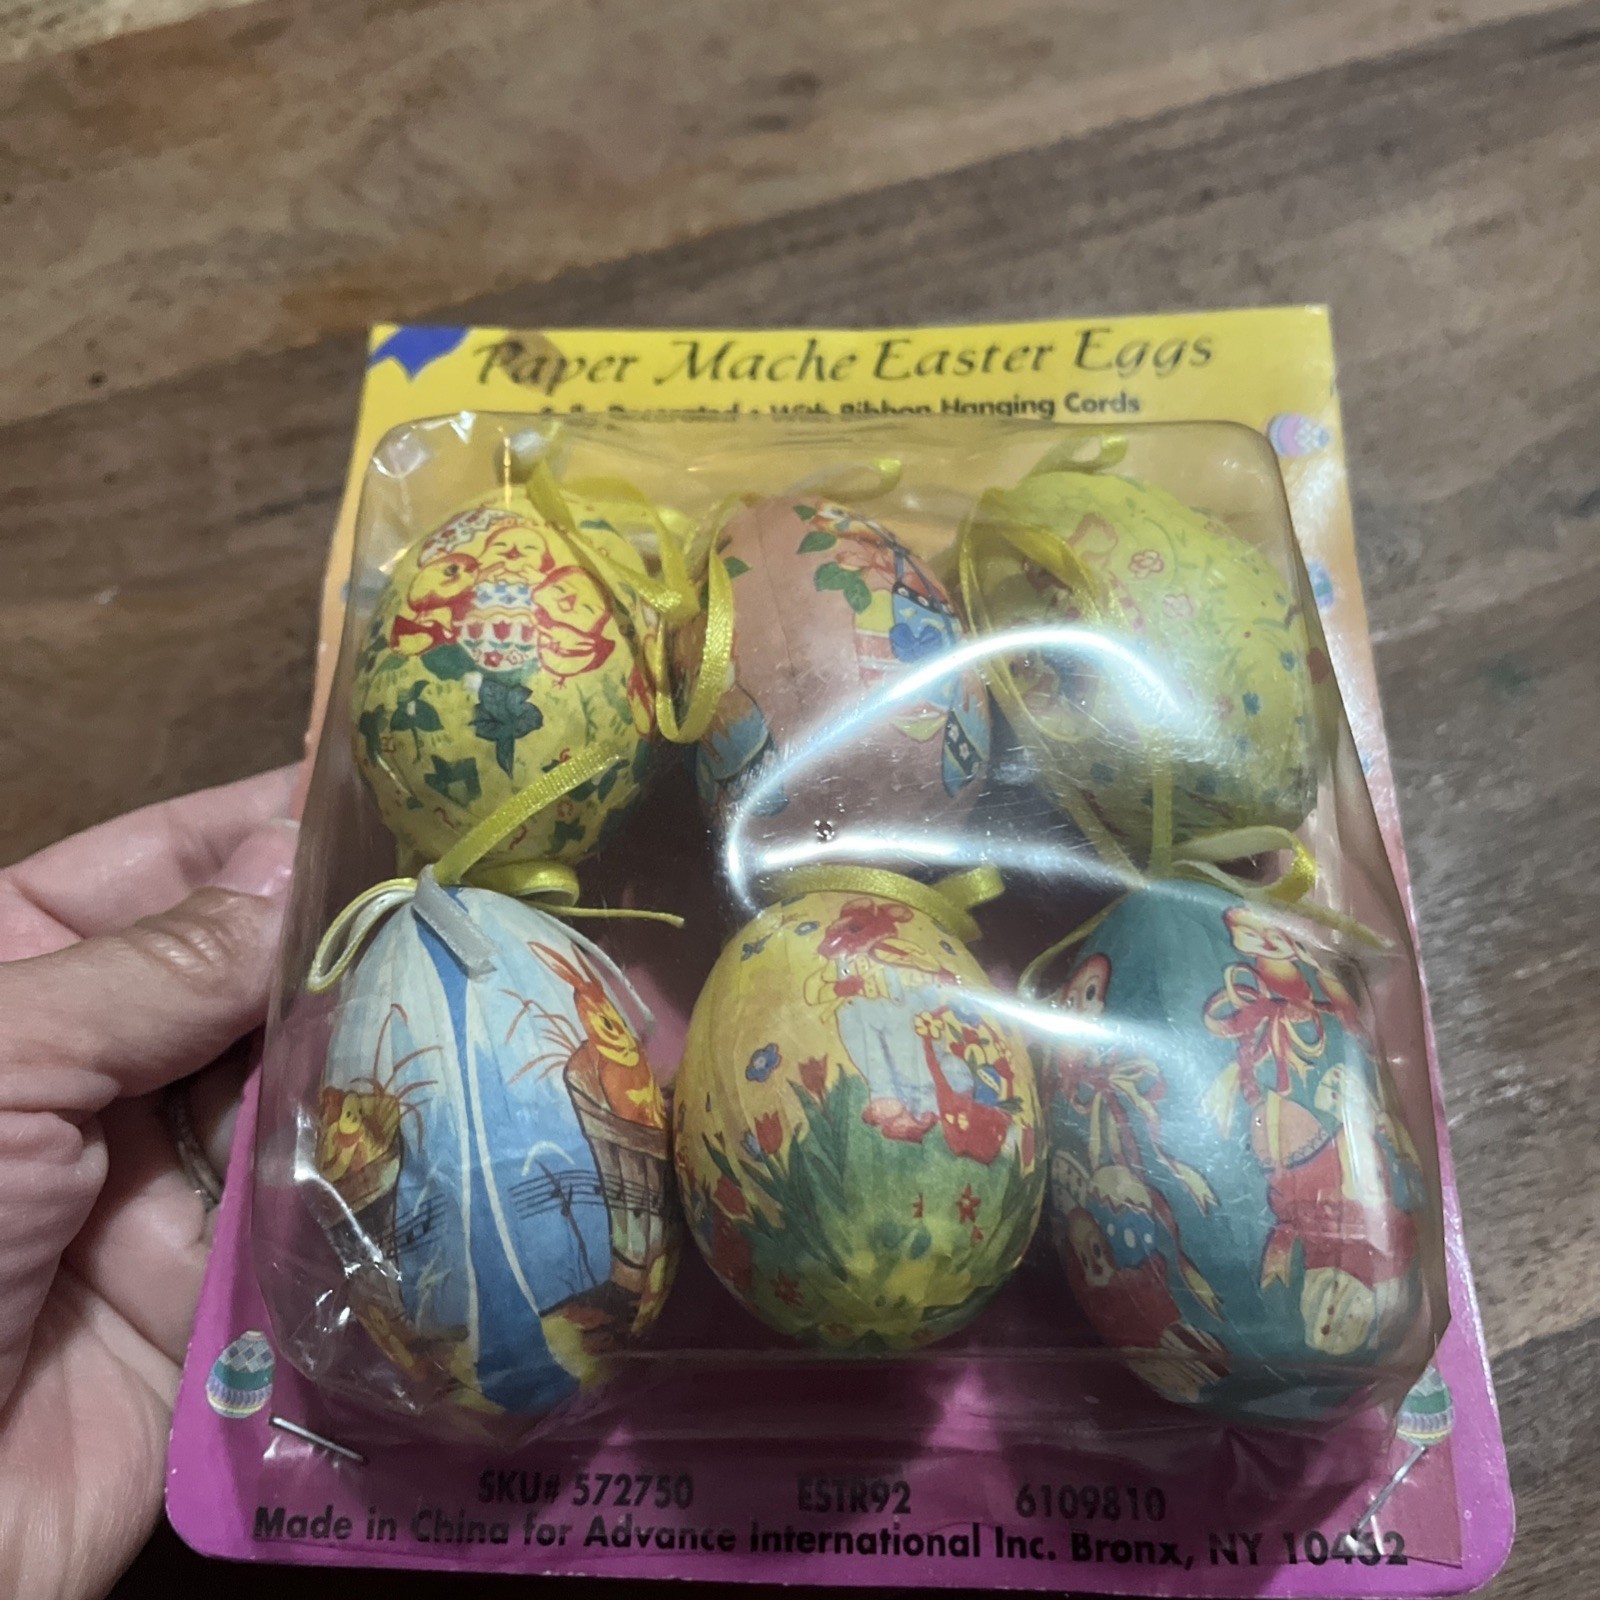 Paper Mache Easter Eggs
Decorated • With Ribbon Hanging Cords
SKU# 572750 ESTR92 6109810
Made in China for Advance International Inc. Bronx, NY